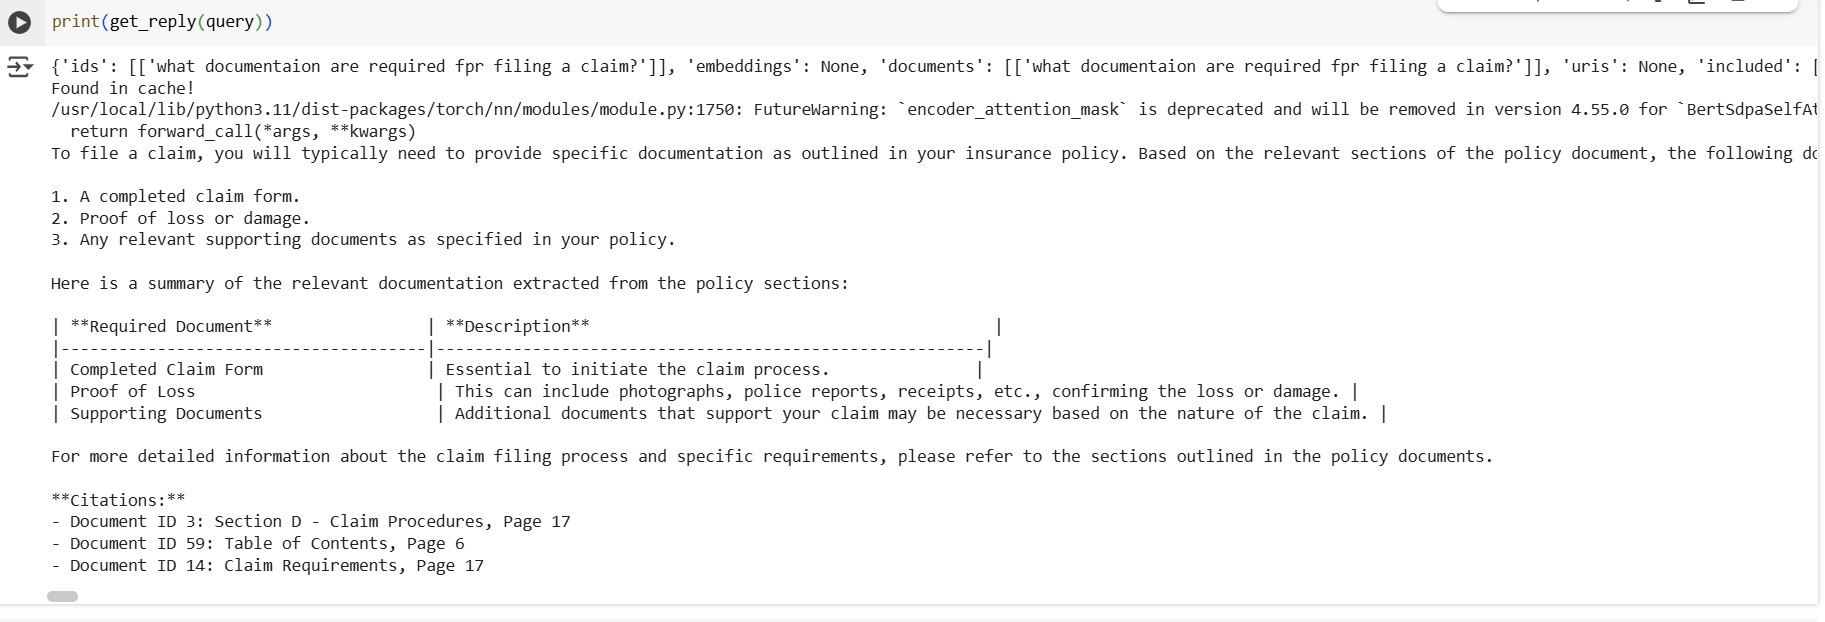 print(get_reply(query))
{'ids': [['what documentaion are required fpr filing a claim?']], 'embeddings': None, 'documents': [['what documentaion are required fpr filing a claim?']], 'uris': None, 'included': [
Found in cache!
/usr/local/lib/python3.11/dist-packages/torch/nn/modules/module.py:1750: FutureWarning: `encoder_attention_mask` is deprecated and will be removed in version 4.55.0 for `BertSdpaSelfAt
return forward_call(*args, **kwargs)
To file a claim, you will typically need to provide specific documentation as outlined in your insurance policy. Based on the relevant sections of the policy document, the following do
1. A completed claim form.
2. Proof of loss or damage.
3. Any relevant supporting documents as specified in your policy.
Here is a summary of the relevant documentation extracted from the policy sections:
| **Required Document** | **Description** |
|--------------------------------------|---------------------------------------------------------|
| Completed Claim Form | Essential to initiate the claim process. |
| Proof of Loss | This can include photographs, police reports, receipts, etc., confirming the loss or damage. |
| Supporting Documents | Additional documents that support your claim may be necessary based on the nature of the claim. |
For more detailed information about the claim filing process and specific requirements, please refer to the sections outlined in the policy documents.
**Citations:**
- Document ID 3: Section D - Claim Procedures, Page 17
- Document ID 59: Table of Contents, Page 6
- Document ID 14: Claim Requirements, Page 17